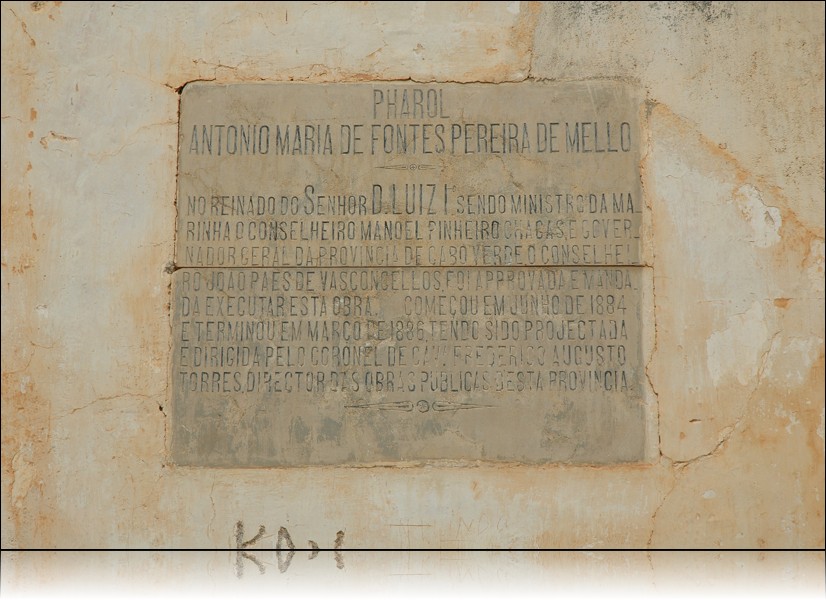 PHAROL
ANTONIO MARIA DE FONTES PEREIRA DE MELLO
NO REINADO DO SENHOR D. LUIZ I, SENDO MINISTRO DA MA-
RINHA O CONSELHEIRO MANOEL PINHEIRO CHAGAS, E GOVER-
NADOR GERAL DA PROVINCIA DE CABO VERDE O CONSELHEI-
RO JOÃO PAES DE VASCONCELLOS, FOI APPROVADA E MANDA-
DA EXECUTAR ESTA OBRA. COMEÇOU EM JUNHO DE 1884
E TERMINOU EM MARÇO DE 1886, TENDO SIDO PROJECTADA
E DIRIGIDA PELO CORONEL DE FREDERICO AUGUSTO
TORRES, DIRECTOR DAS OBRAS PUBLICAS DESTA PROVINCIA.